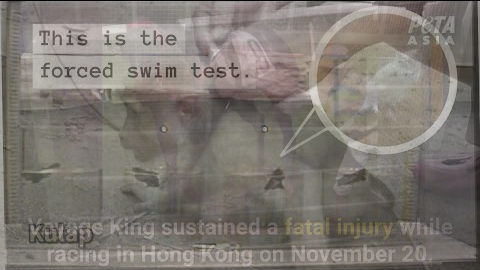 PETA
ASIA
This is the
forced swim test.
King sustained a fatal injury while
racing in Hong Kong on November 20